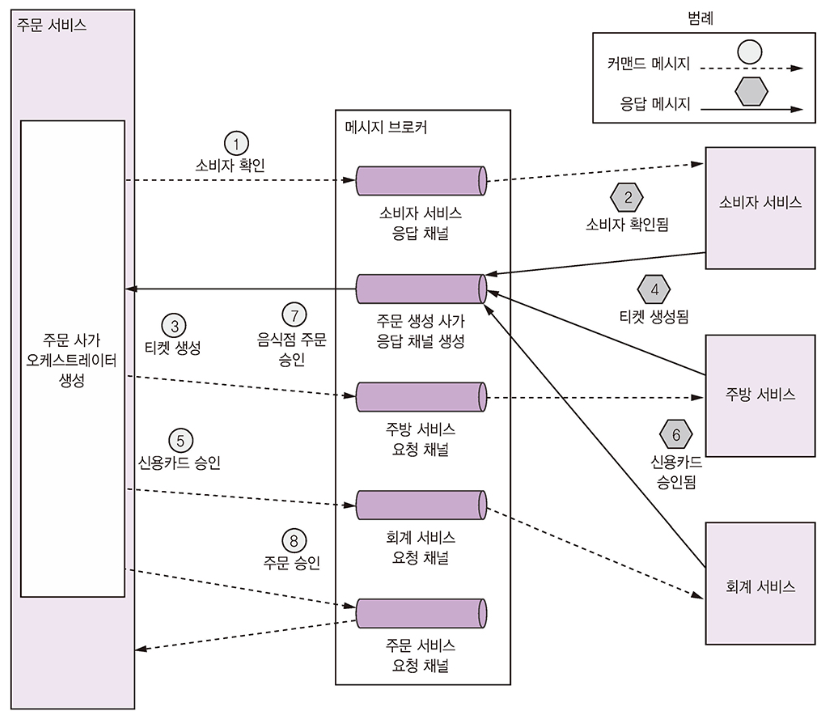 주문 서비스
범례
커맨드 메시지
응답 메시지
메시지 브로커
1
소비자 확인
소비자 서비스
응답 채널
2
소비자 확인됨
소비자 서비스
주문 사가
오케스트레이터
생성
3
티켓 생성
7
음식점 주문
승인
주문 생성 사가
응답 채널 생성
4
티켓 생성됨
주방 서비스
요청 채널
주방 서비스
5
신용카드 승인
6
신용카드
승인됨
회계 서비스
요청 채널
회계 서비스
8
주문 승인
주문 서비스
요청 채널